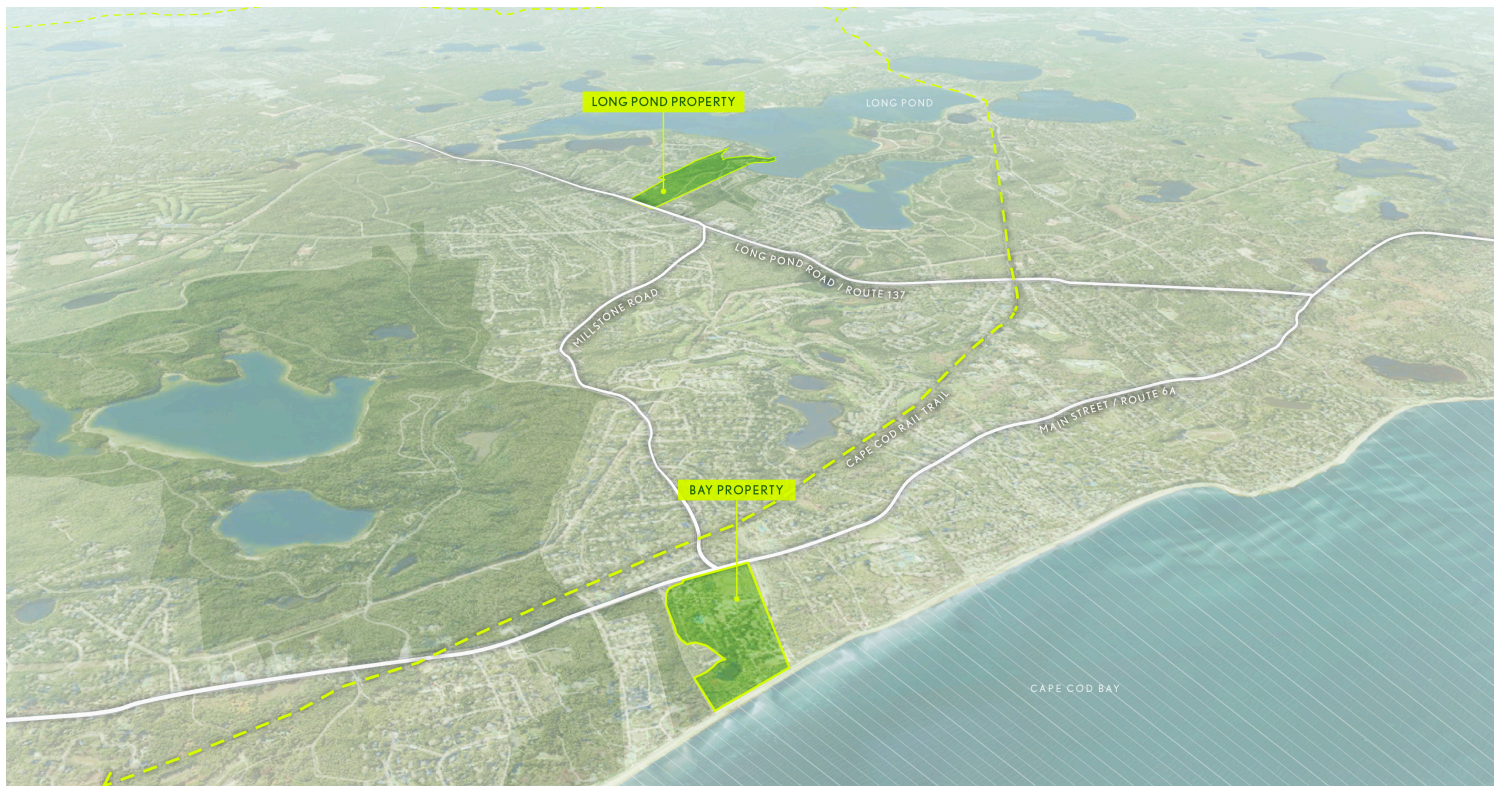 LONG POND PROPERTY
LONG POND
LONG POND ROAD / ROUTE 137
MILLSTONE ROAD
MAIN STREET / ROUTE 6A
CAPE COD RAIL TRAIL
BAY PROPERTY
CAPE COD BAY